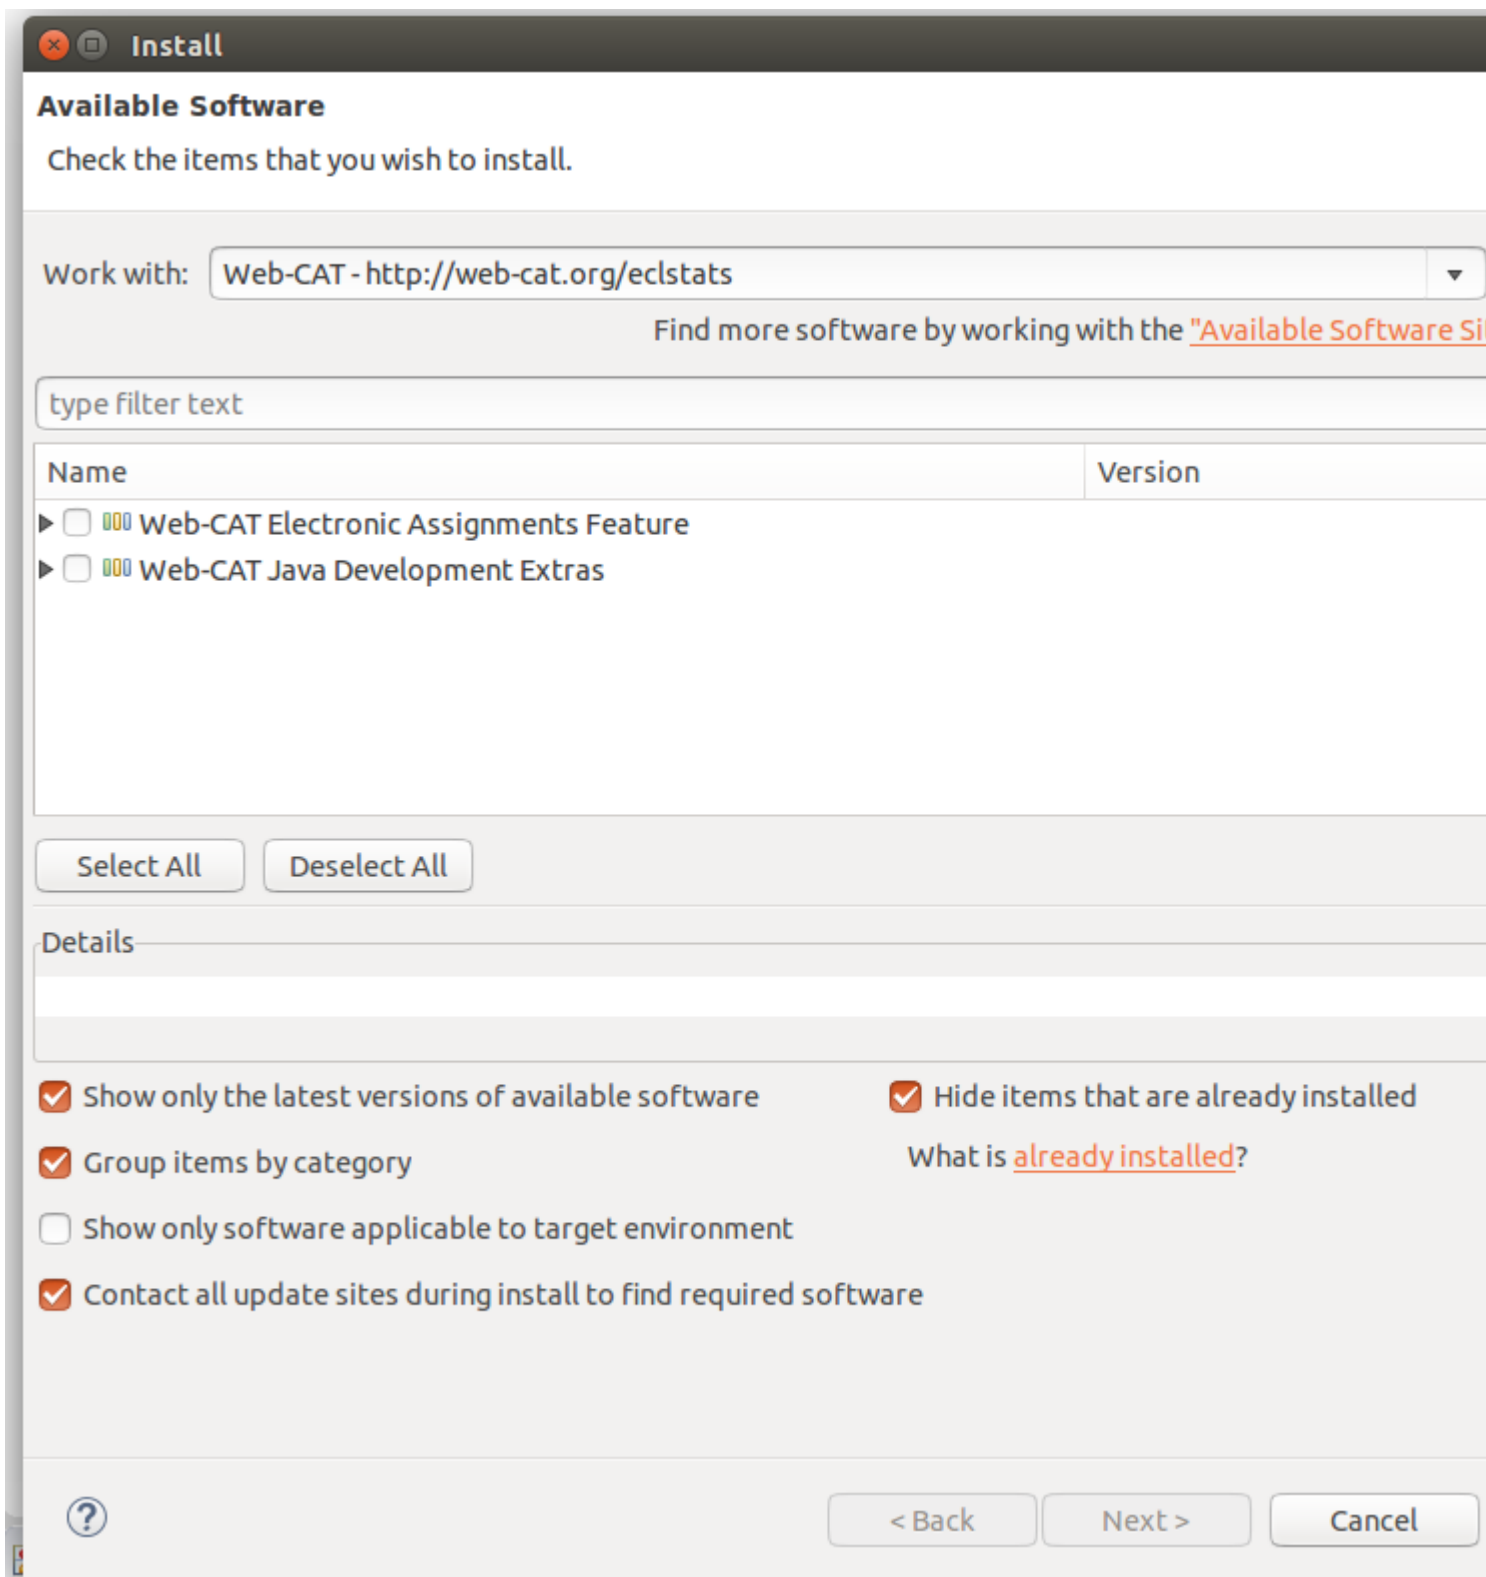 Install
Available Software
Check the items that you wish to install.
Work with: Web-CAT - http://web-cat.org/eclstats
Find more software by working with the "Available Software Si
type filter text
Name Version
Web-CAT Electronic Assignments Feature
Web-CAT Java Development Extras
Select All Deselect All
Details
Show only the latest versions of available software Hide items that are already installed
Group items by category What is already installed?
Show only software applicable to target environment
Contact all update sites during install to find required software
? < Back Next > Cancel